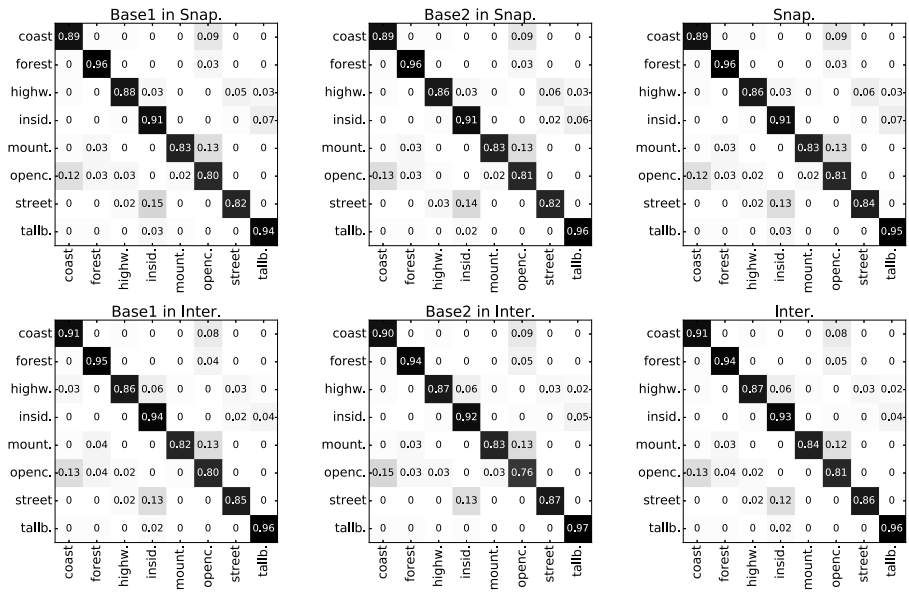 Base1 in Snap.
coast 0.89 0 0 0 0 0.09 0 0
forest 0 0.96 0 0 0 0.03 0 0
highw. 0 0 0.88 0.03 0 0 0.05 0.03
insid. 0 0 0 0.91 0 0 0 0.07
mount. 0 0.03 0 0 0.83 0.13 0 0
openc. 0.12 0.03 0.03 0 0.02 0.80 0 0
street 0 0 0.02 0.15 0 0 0.82 0
tallb. 0 0 0 0.03 0 0 0 0.94
coast forest highw. insid. mount. openc. street tallb.
Base2 in Snap.
coast 0.89 0 0 0 0 0.09 0 0
forest 0 0.96 0 0 0 0.03 0 0
highw. 0 0 0.86 0.03 0 0 0.06 0.03
insid. 0 0 0 0.91 0 0 0.02 0.06
mount. 0 0.03 0 0 0.83 0.13 0 0
openc. 0.13 0.03 0 0 0.02 0.81 0 0
street 0 0 0.03 0.14 0 0 0.82 0
tallb. 0 0 0 0.02 0 0 0 0.96
coast forest highw. insid. mount. openc. street tallb.
Snap.
coast 0.89 0 0 0 0 0.09 0 0
forest 0 0.96 0 0 0 0.03 0 0
highw. 0 0 0.86 0.03 0 0 0.06 0.03
insid. 0 0 0 0.91 0 0 0 0.07
mount. 0 0.03 0 0 0.83 0.13 0 0
openc. 0.12 0.03 0.02 0 0.02 0.81 0 0
street 0 0 0.02 0.13 0 0 0.84 0
tallb. 0 0 0 0.03 0 0 0 0.95
coast forest highw. insid. mount. openc. street tallb.
Base1 in Inter.
coast 0.91 0 0 0 0 0.08 0 0
forest 0 0.95 0 0 0 0.04 0 0
highw. 0.03 0 0.86 0.06 0 0 0.03 0
insid. 0 0 0 0.94 0 0 0.02 0.04
mount. 0 0.04 0 0 0.82 0.13 0 0
openc. 0.13 0.04 0.02 0 0 0.80 0 0
street 0 0 0.02 0.13 0 0 0.85 0
tallb. 0 0 0 0.02 0 0 0 0.96
coast forest highw. insid. mount. openc. street tallb.
Base2 in Inter.
coast 0.90 0 0 0 0 0.09 0 0
forest 0 0.94 0 0 0 0.05 0 0
highw. 0 0 0.87 0.06 0 0 0.03 0.02
insid. 0 0 0 0.92 0 0 0 0.05
mount. 0 0.03 0 0 0.83 0.13 0 0
openc. 0.15 0.03 0.03 0 0.03 0.76 0 0
street 0 0 0 0.13 0 0 0.87 0
tallb. 0 0 0 0 0 0 0 0.97
coast forest highw. insid. mount. openc. street tallb.
Inter.
coast 0.91 0 0 0 0 0.08 0 0
forest 0 0.94 0 0 0 0.05 0 0
highw. 0 0 0.87 0.06 0 0 0.03 0.02
insid. 0 0 0 0.93 0 0 0 0.04
mount. 0 0.03 0 0 0.84 0.12 0 0
openc. 0.13 0.04 0.02 0 0 0.81 0 0
street 0 0 0.02 0.12 0 0 0.86 0
tallb. 0 0 0 0.02 0 0 0 0.96
coast forest highw. insid. mount. openc. street tallb.